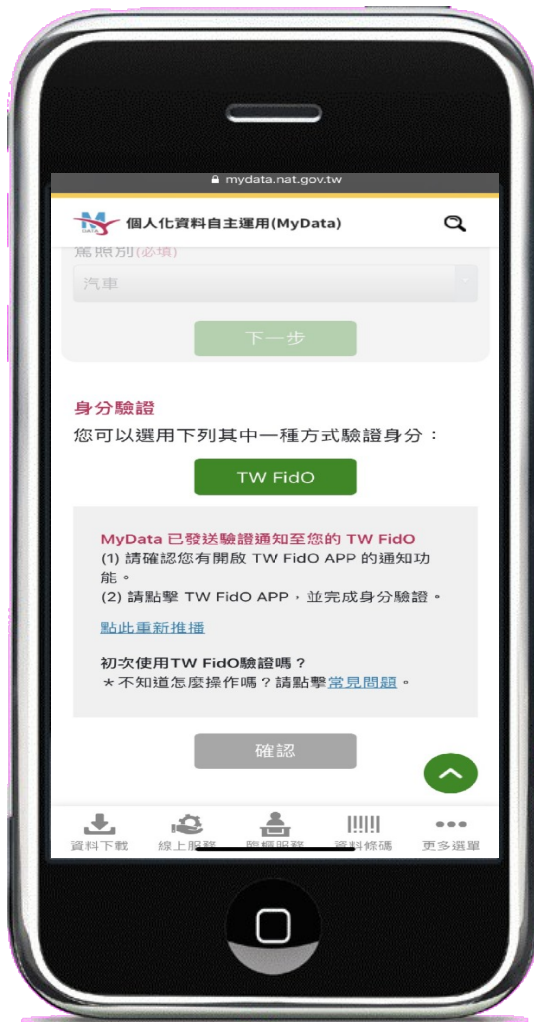 mydata.nat.gov.tw
MY
DATA
個人化資料自主運用(MyData)
駕照別(必填)
汽車
下一步
身分驗證
您可以選用下列其中一種方式驗證身分：
TW FidO
MyData 已發送驗證通知至您的 TW FidO
(1) 請確認您有開啟 TW FidO APP 的通知功
能。
(2) 請點擊 TW FidO APP，並完成身分驗證。
點此重新推播
初次使用TW FidO驗證嗎？
＊不知道怎麼操作嗎？請點擊常見問題。
確認
資料下載
線上服務
臨櫃服務
資料條碼
更多選單